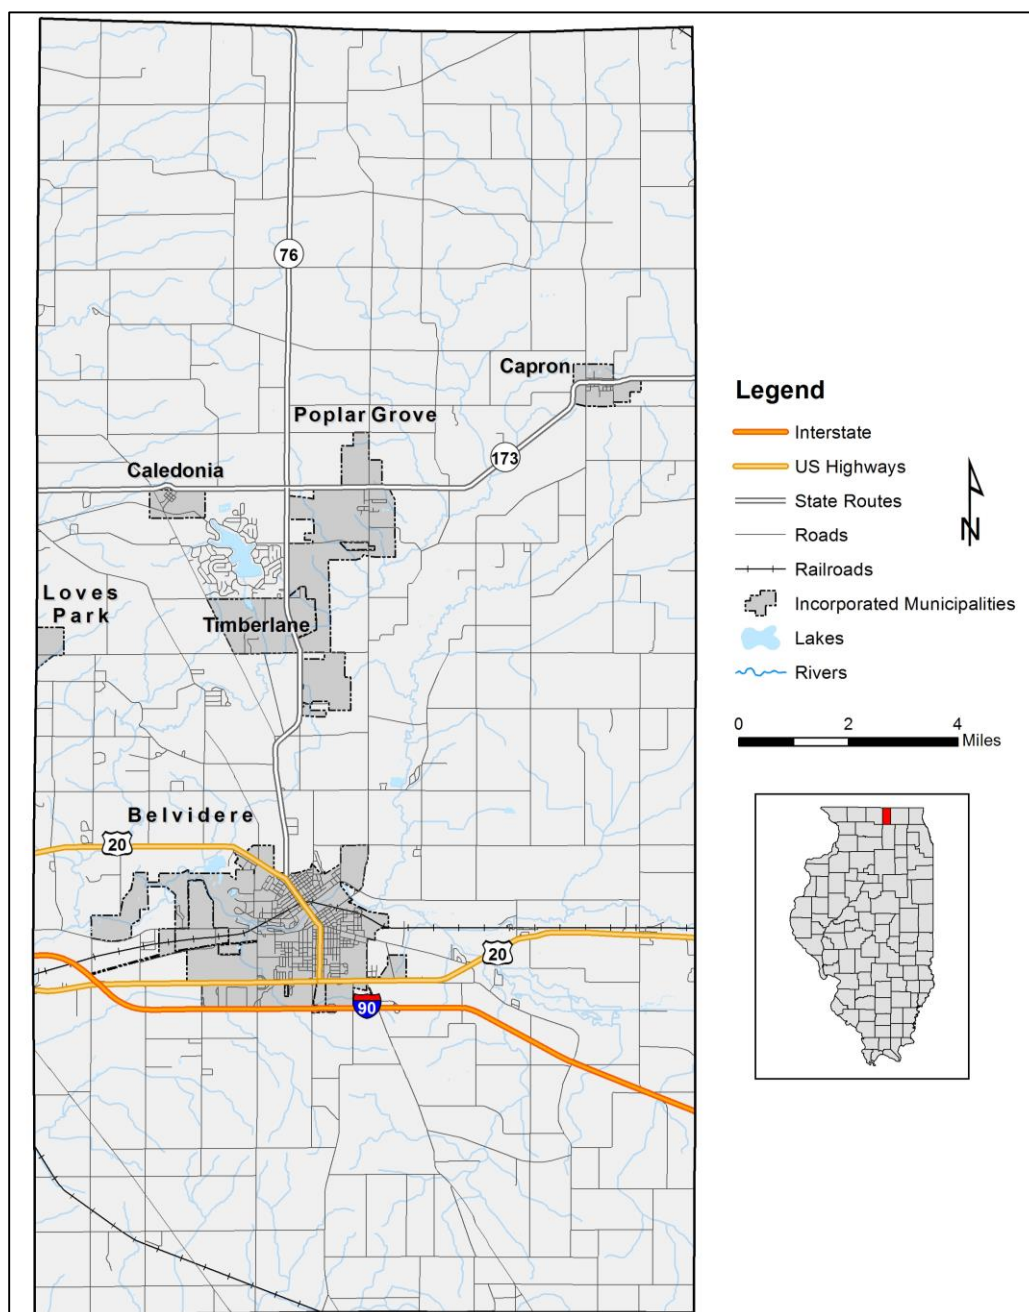 76
Capron
Poplar Grove
173
Caledonia
Loves
Park
Timberlane
Belvidere
20
20
90
Legend
Interstate
US Highways
State Routes
Roads
Railroads
Incorporated Municipalities
Lakes
Rivers
N
0 2 4
Miles